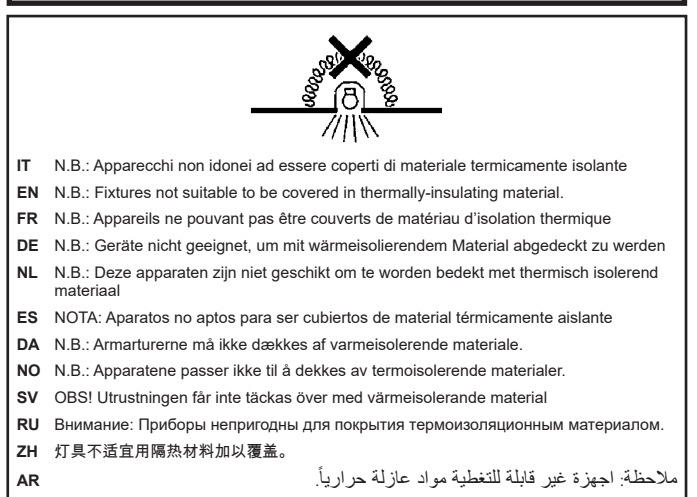 IT N.B.: Apparecchi non idonei ad essere coperti di materiale termicamente isolante
EN N.B.: Fixtures not suitable to be covered in thermally-insulating material.
FR N.B.: Appareils ne pouvant pas être couverts de matériau d'isolation thermique
DE N.B.: Geräte nicht geeignet, um mit wärmeisolierendem Material abgedeckt zu werden
NL N.B.: Deze apparaten zijn niet geschikt om te worden bedekt met thermisch isolerend
materiaal
ES NOTA: Aparatos no aptos para ser cubiertos de material térmicamente aislante
DA N.B.: Armarturerne må ikke dækkes af varmeisolerende materiale.
NO N.B.: Apparatene passer ikke til å dekkes av termoisolerende materialer.
SV OBS! Utrustningen får inte täckas över med värmeisolerande material
RU Внимание: Приборы непригодны для покрытия термоизоляционным материалом.
ZH 灯具不适宜用隔热材料加以覆盖。
AR ملاحظة: اجهزة غير قابلة للتغطية مواد عازلة حرارياً.